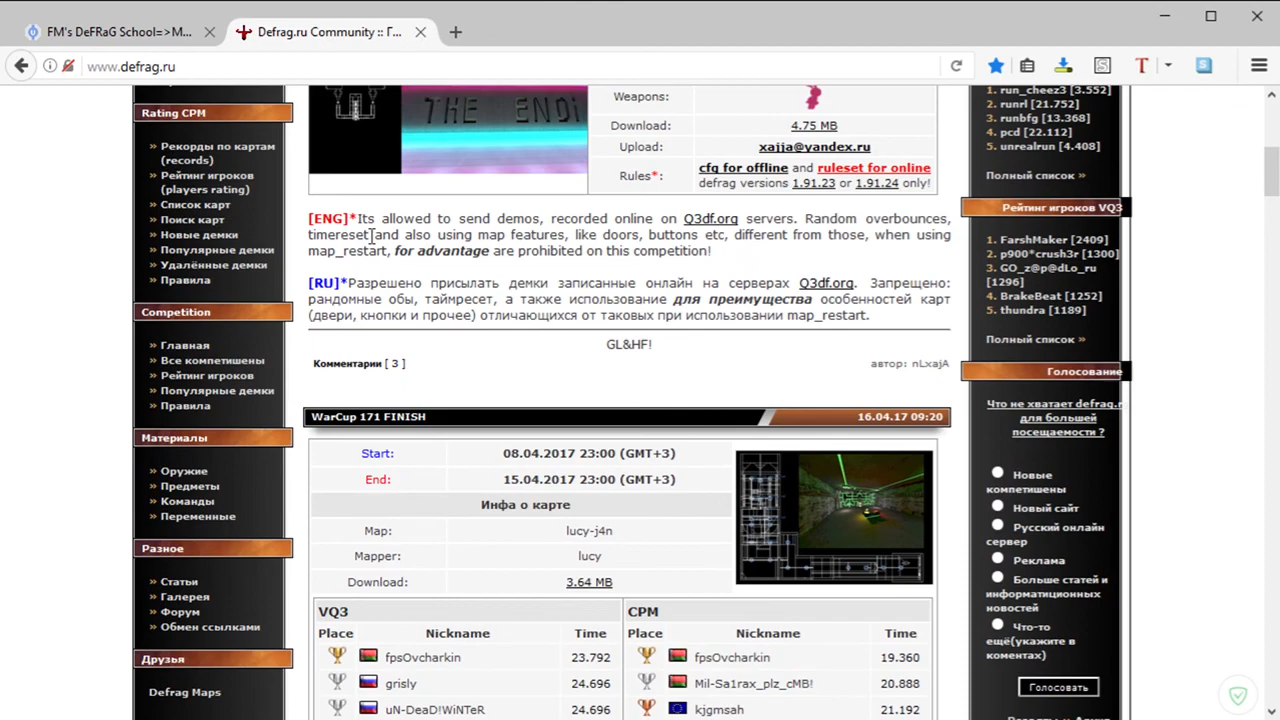 FM's DeFRaG School=>M...
Defrag.ru Community :: Г...
www.defrag.ru
Rating CPM
» Рекорды по картам
(records)
» Рейтинг игроков
(players rating)
» Список карт
» Поиск карт
» Новые демки
» Популярные демки
» Удалённые демки
» Правила
Competition
» Главная
» Все компетишены
» Рейтинг игроков
» Популярные демки
» Правила
Материалы
» Оружие
» Предметы
» Команды
» Переменные
Разное
» Статьи
» Галерея
» Форум
» Обмен ссылками
Друзья
Defrag Maps
THE END!
Weapons:
Download: 4.75 MB
Upload: xajja@yandex.ru
Rules*: cfg for offline and ruleset for online
defrag versions 1.91.23 or 1.91.24 only!
[ENG]*Its allowed to send demos, recorded online on Q3df.org servers. Random overbounces,
timereset and also using map features, like doors, buttons etc, different from those, when using
map_restart, for advantage are prohibited on this competition!
[RU]*Разрешено присылать демки записанные онлайн на серверах Q3df.org. Запрещено:
рандомные обы, таймресет, а также использование для преимущества особенностей карт
(двери, кнопки и прочее) отличающихся от таковых при использовании map_restart.
GL&HF!
Комментарии [ 3 ] автор: nLxajA
WarCup 171 FINISH 16.04.17 09:20
Start: 08.04.2017 23:00 (GMT+3)
End: 15.04.2017 23:00 (GMT+3)
Инфа о карте
Map: lucy-j4n
Mapper: lucy
Download: 3.64 MB
VQ3 CPM
Place Nickname Time Place Nickname Time
fpsOvcharkin 23.792 fpsOvcharkin 19.360
grisly 24.696 Mil-Sa1rax_plz_cMB! 20.888
uN-DeaD!WiNTeR 24.696 kjgmsah 21.192
1. run_cheez3 [3.552]
2. runrl [21.752]
3. runbfg [13.368]
4. pcd [22.112]
5. unrealrun [4.408]
Полный список »
Рейтинг игроков VQ3
1. FarshMaker [2409]
2. p900*crush3r [1300]
3. GO_z@p@dLo_ru
[1296]
4. BrakeBeat [1252]
5. thundra [1189]
Полный список »
Голосование
Что не хватает defrag.r
для большей
посещаемости ?
Новые
компетишены
Новый сайт
Русский онлайн
сервер
Реклама
Больше статей и
информатиционных
новостей
Что-то
ещё(укажите в
коментах)
Голосовать